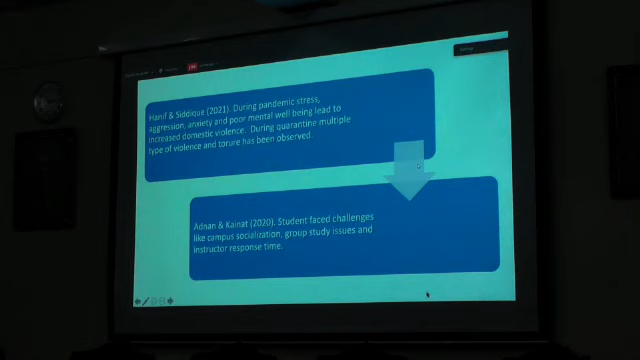 Hanif & Siddique (2021). During pandemic stress,
aggression, anxiety and poor mental well being lead to
increased domestic violence. During quarantine multiple
type of violence and torure has been observed.
Adnan & Kainat (2020). Student faced challenges
like campus socialization, group study issues and
instructor response time.